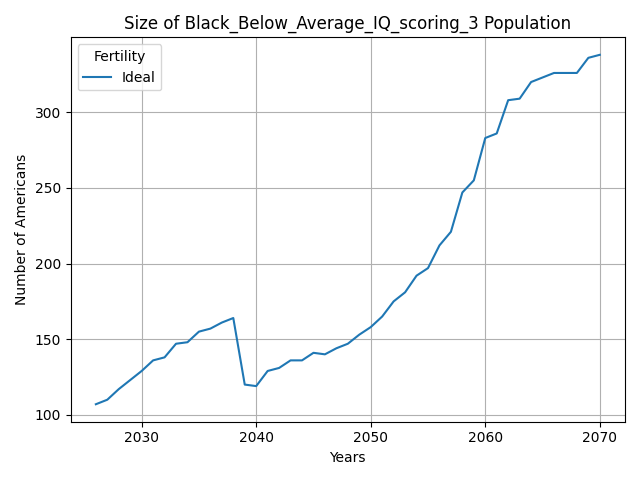 Size of Black_Below_Average_IQ_scoring_3 Population
Fertility
Ideal
Number of Americans
300
250
200
150
100
2030 2040 2050 2060 2070
Years